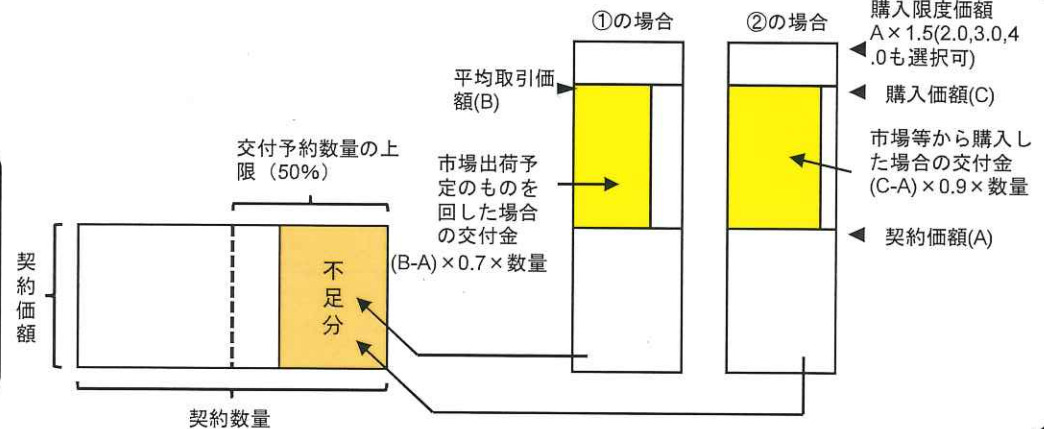 ①の場合
②の場合
購入限度価額
A×1.5(2.0,3.0,4
.0も選択可)
平均取引価
額(B)
購入価額(C)
交付予約数量の上
限（50%）
市場出荷予
定のものを
回した場合
の交付金
(B-A)×0.7×数量
市場等から購入し
た場合の交付金
(C-A)×0.9×数量
契約価額(A)
契約価額
不足分
契約数量